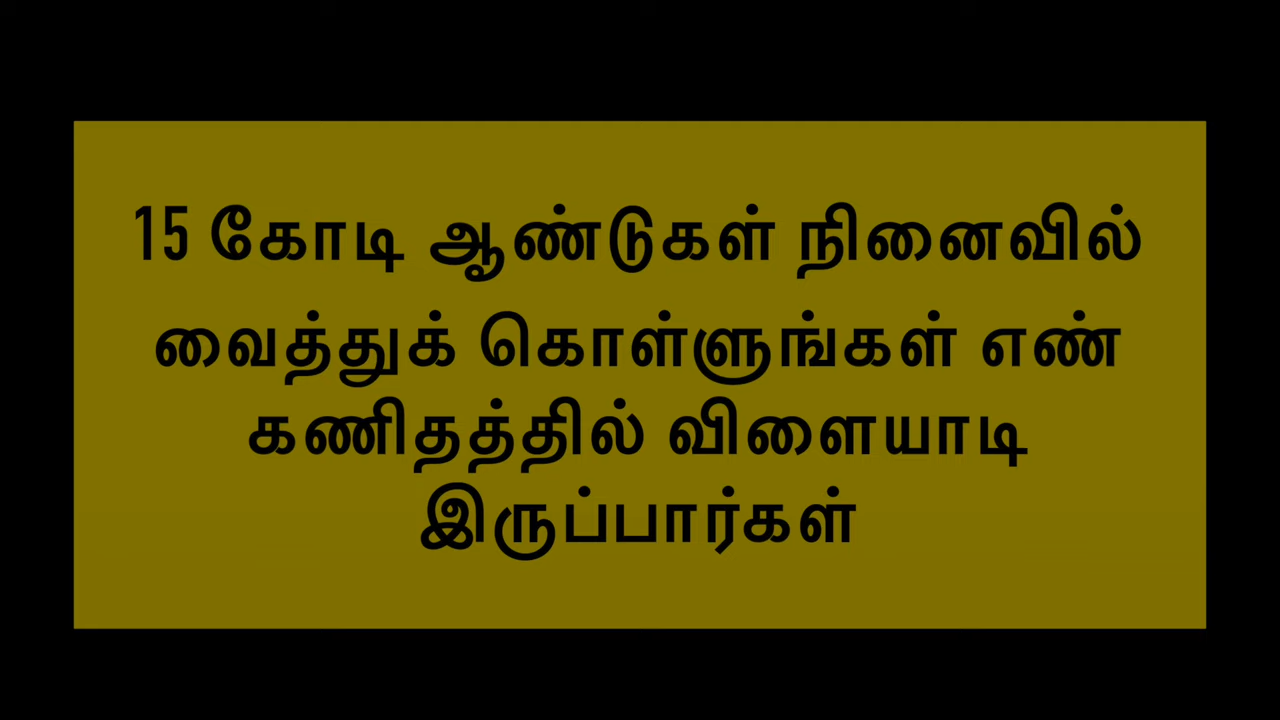 15 கோடி ஆண்டுகள் நினைவில்
வைத்துக் கொள்ளுங்கள் எண்
கணிதத்தில் விளையாடி
இருப்பார்கள்